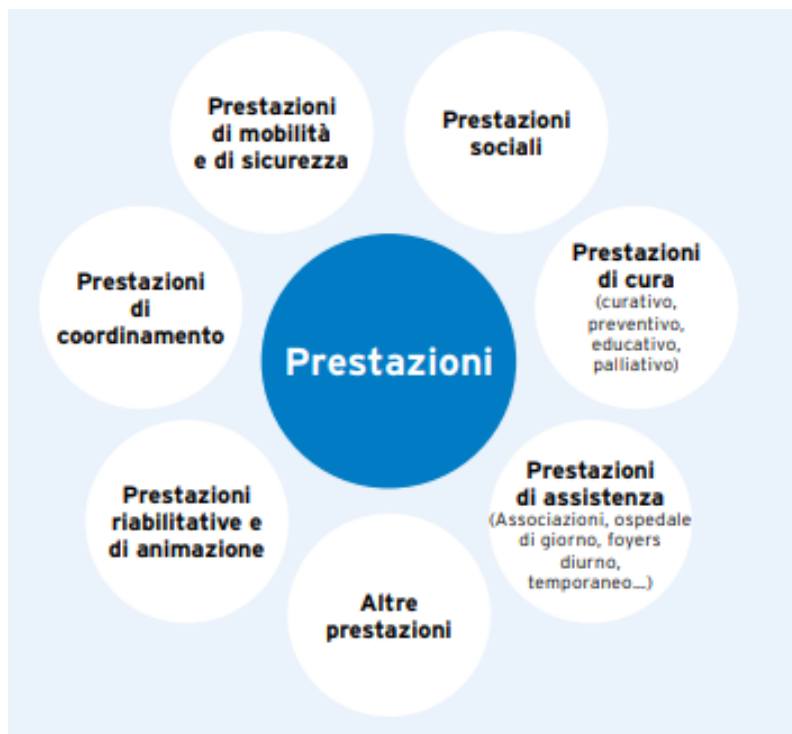 Prestazioni
di mobilità
e di sicurezza
Prestazioni
sociali
Prestazioni
di
coordinamento
Prestazioni
di cura
(curativo,
preventivo,
educativo,
palliativo)
Prestazioni
Prestazioni
riabilitative e
di animazione
Prestazioni
di assistenza
(Associazioni, ospedale
di giorno, foyers
diurno,
temporaneo...)
Altre
prestazioni